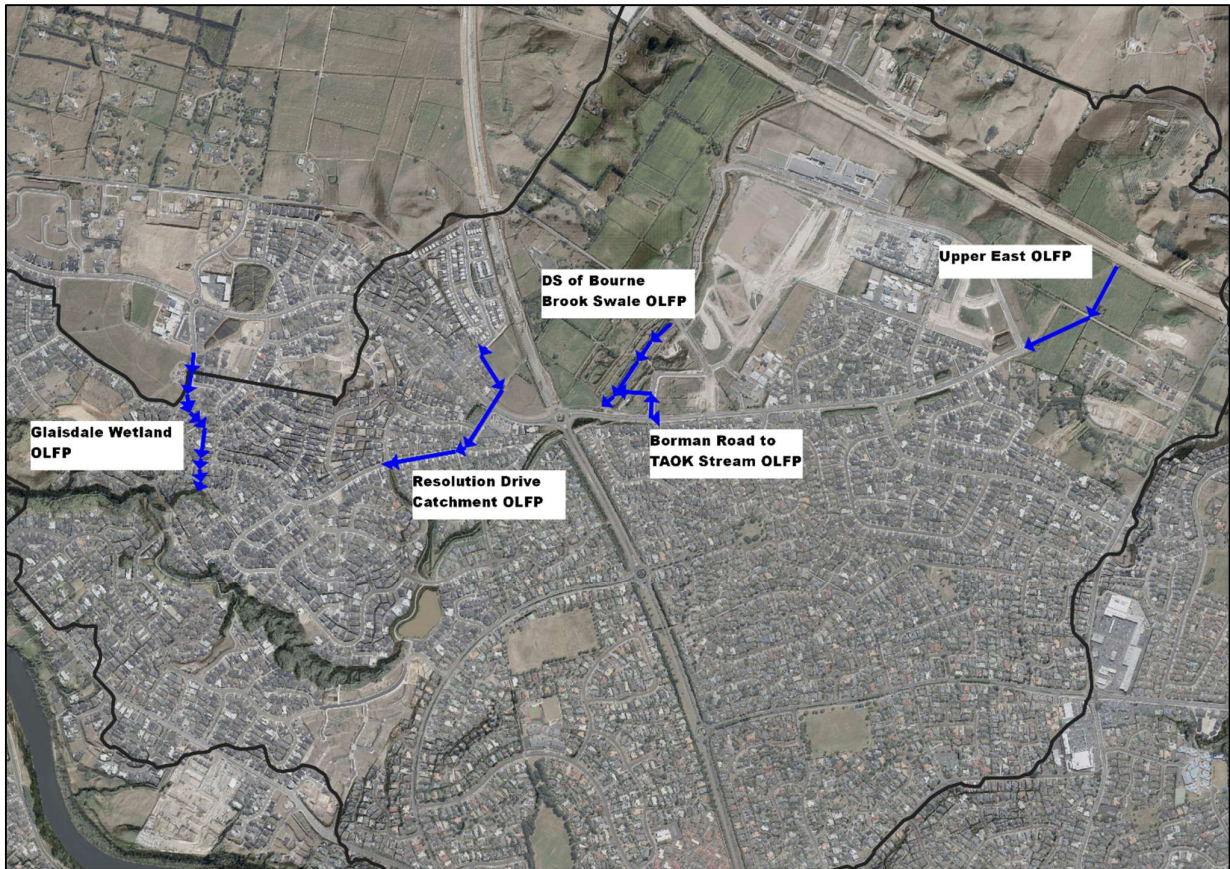 Upper East OLFP
DS of Bourne
Brook Swale OLFP
Glaisdale Wetland
OLFP
Borman Road to
TAOK Stream OLFP
Resolution Drive
Catchment OLFP